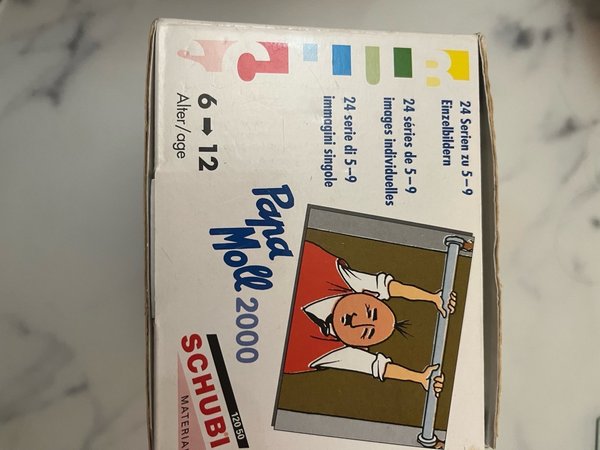 24 Serien zu 5–9
Einzelbildern
24 séries de 5–9
images individuelles
24 serie di 5–9
immagini singole
6 ➡ 12
Alter/age
Papa
Moll 2000
120 50
SCHUBI